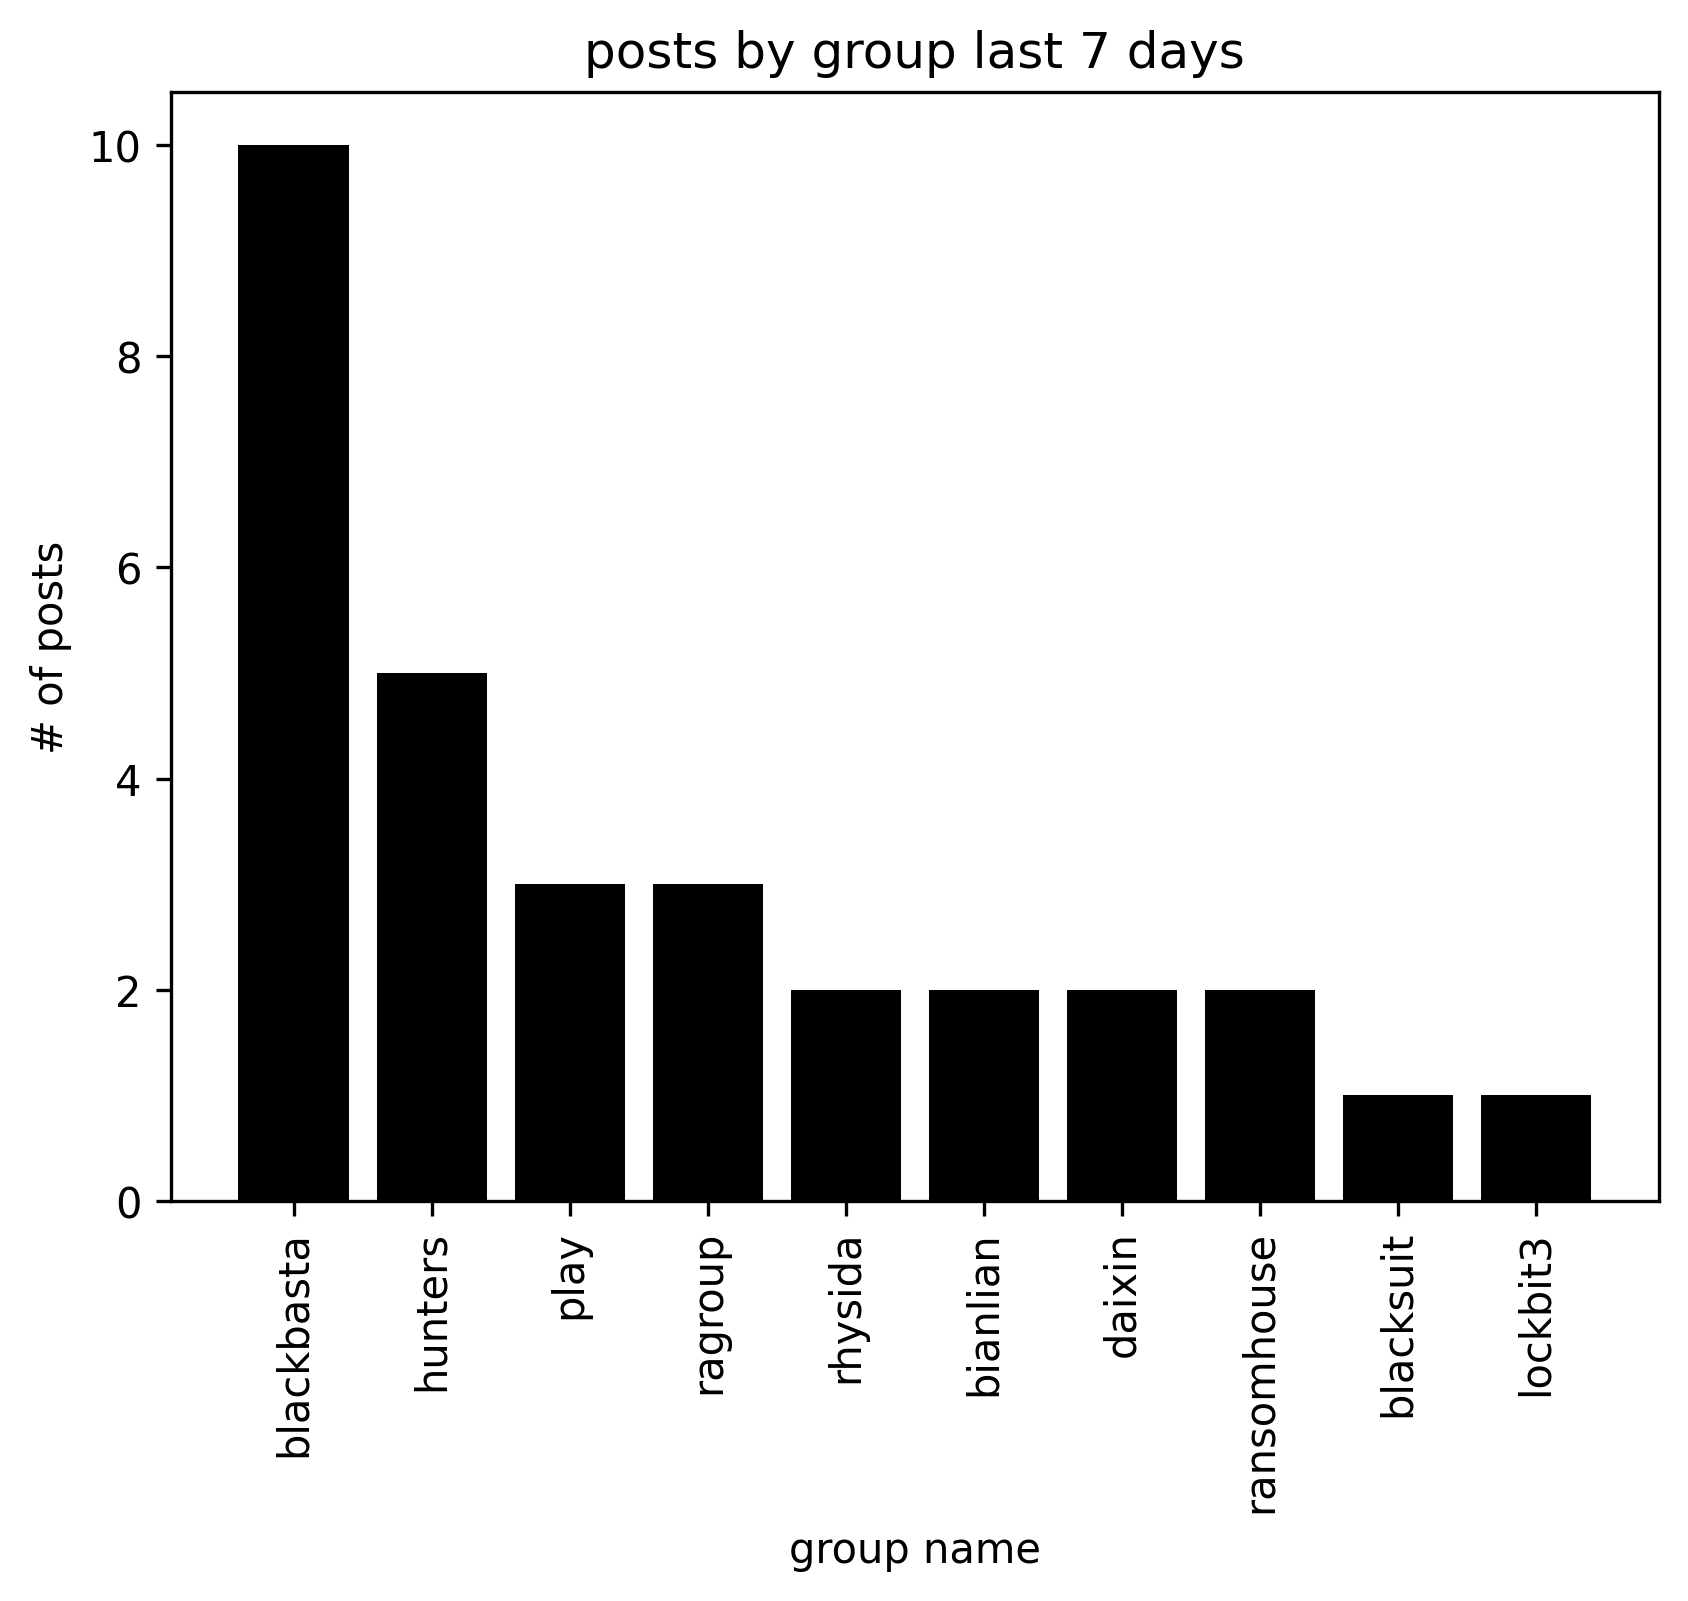 posts by group last 7 days
10
8
6
4
2
0
# of posts
blackbasta
hunters
play
ragroup
rhysida
bianlian
daixin
ransomhouse
blacksuit
lockbit3
group name